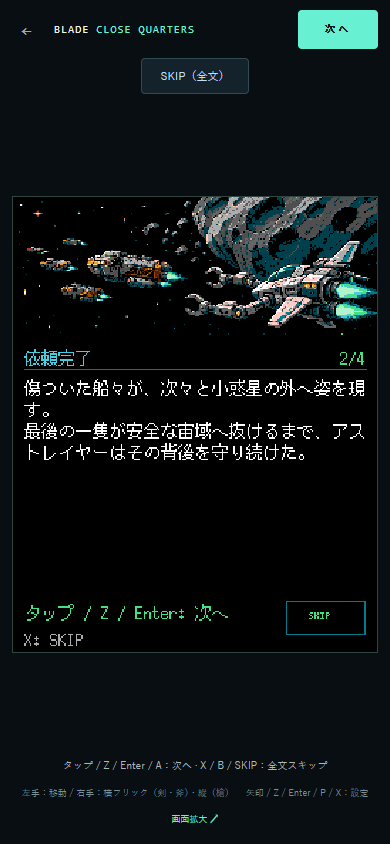 ← BLADE CLOSE QUARTERS 次へ
SKIP（全文）
依頼完了 2/4
傷ついた船々が、次々と小惑星の外へ姿を現
す。
最後の一隻が安全な宙域へ抜けるまで、アス
トレイヤーはその背後を守り続けた。
タップ / Z / Enter: 次へ
SKIP
X: SKIP
タップ / Z / Enter / A：次へ · X / B / SKIP：全文スキップ
左手：移動 / 右手：横フリック（剣・斧）・縦（槍） 矢印 / Z / Enter / P / X：設定
画面拡大 ⤢